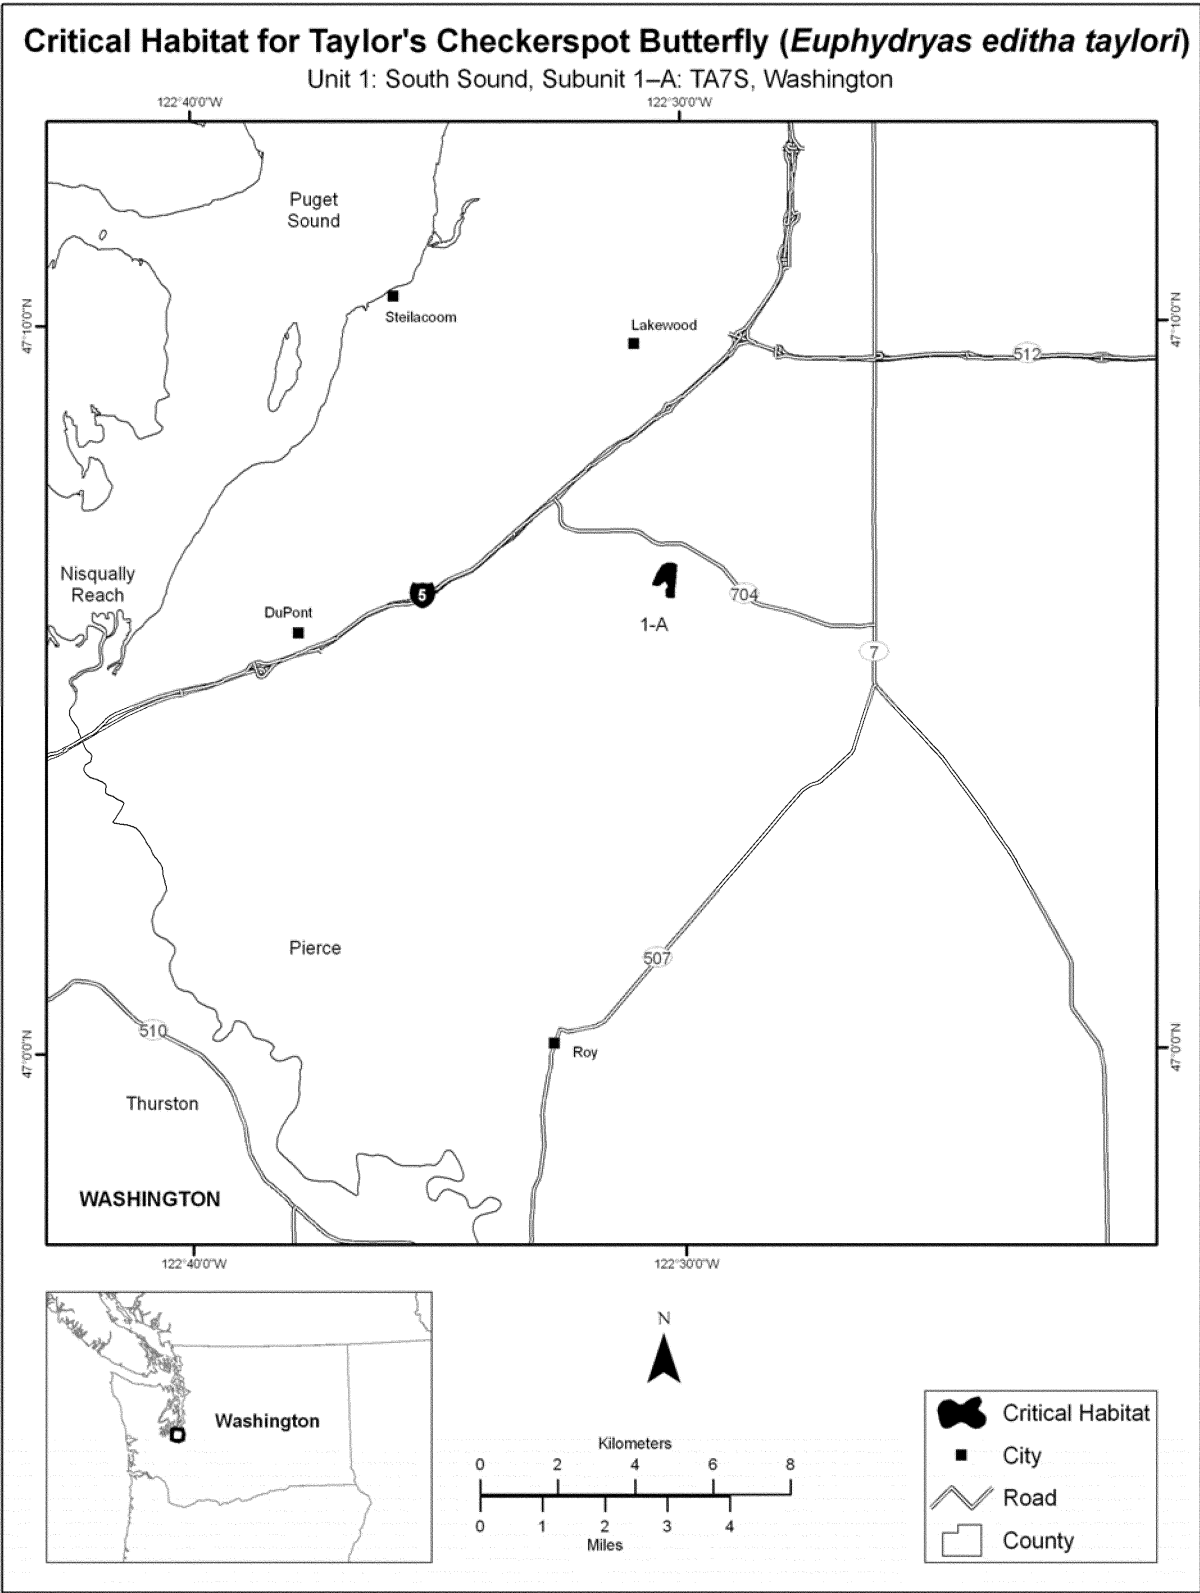 Critical Habitat for Taylor's Checkerspot Butterfly (Euphydryas editha taylori)
Unit 1: South Sound, Subunit 1–A: TA7S, Washington
122°40'0"W
122°30'0"W
Puget
Sound
47°10'0"N
47°10'0"N
Steilacoom
Lakewood
512
Nisqually
Reach
5
704
DuPont
1-A
7
Pierce
507
510
47°0'0"N
47°0'0"N
Roy
Thurston
WASHINGTON
122°40'0"W
122°30'0"W
N
Washington
Kilometers
0 2 4 6 8
0 1 2 3 4
Miles
Critical Habitat
City
Road
County